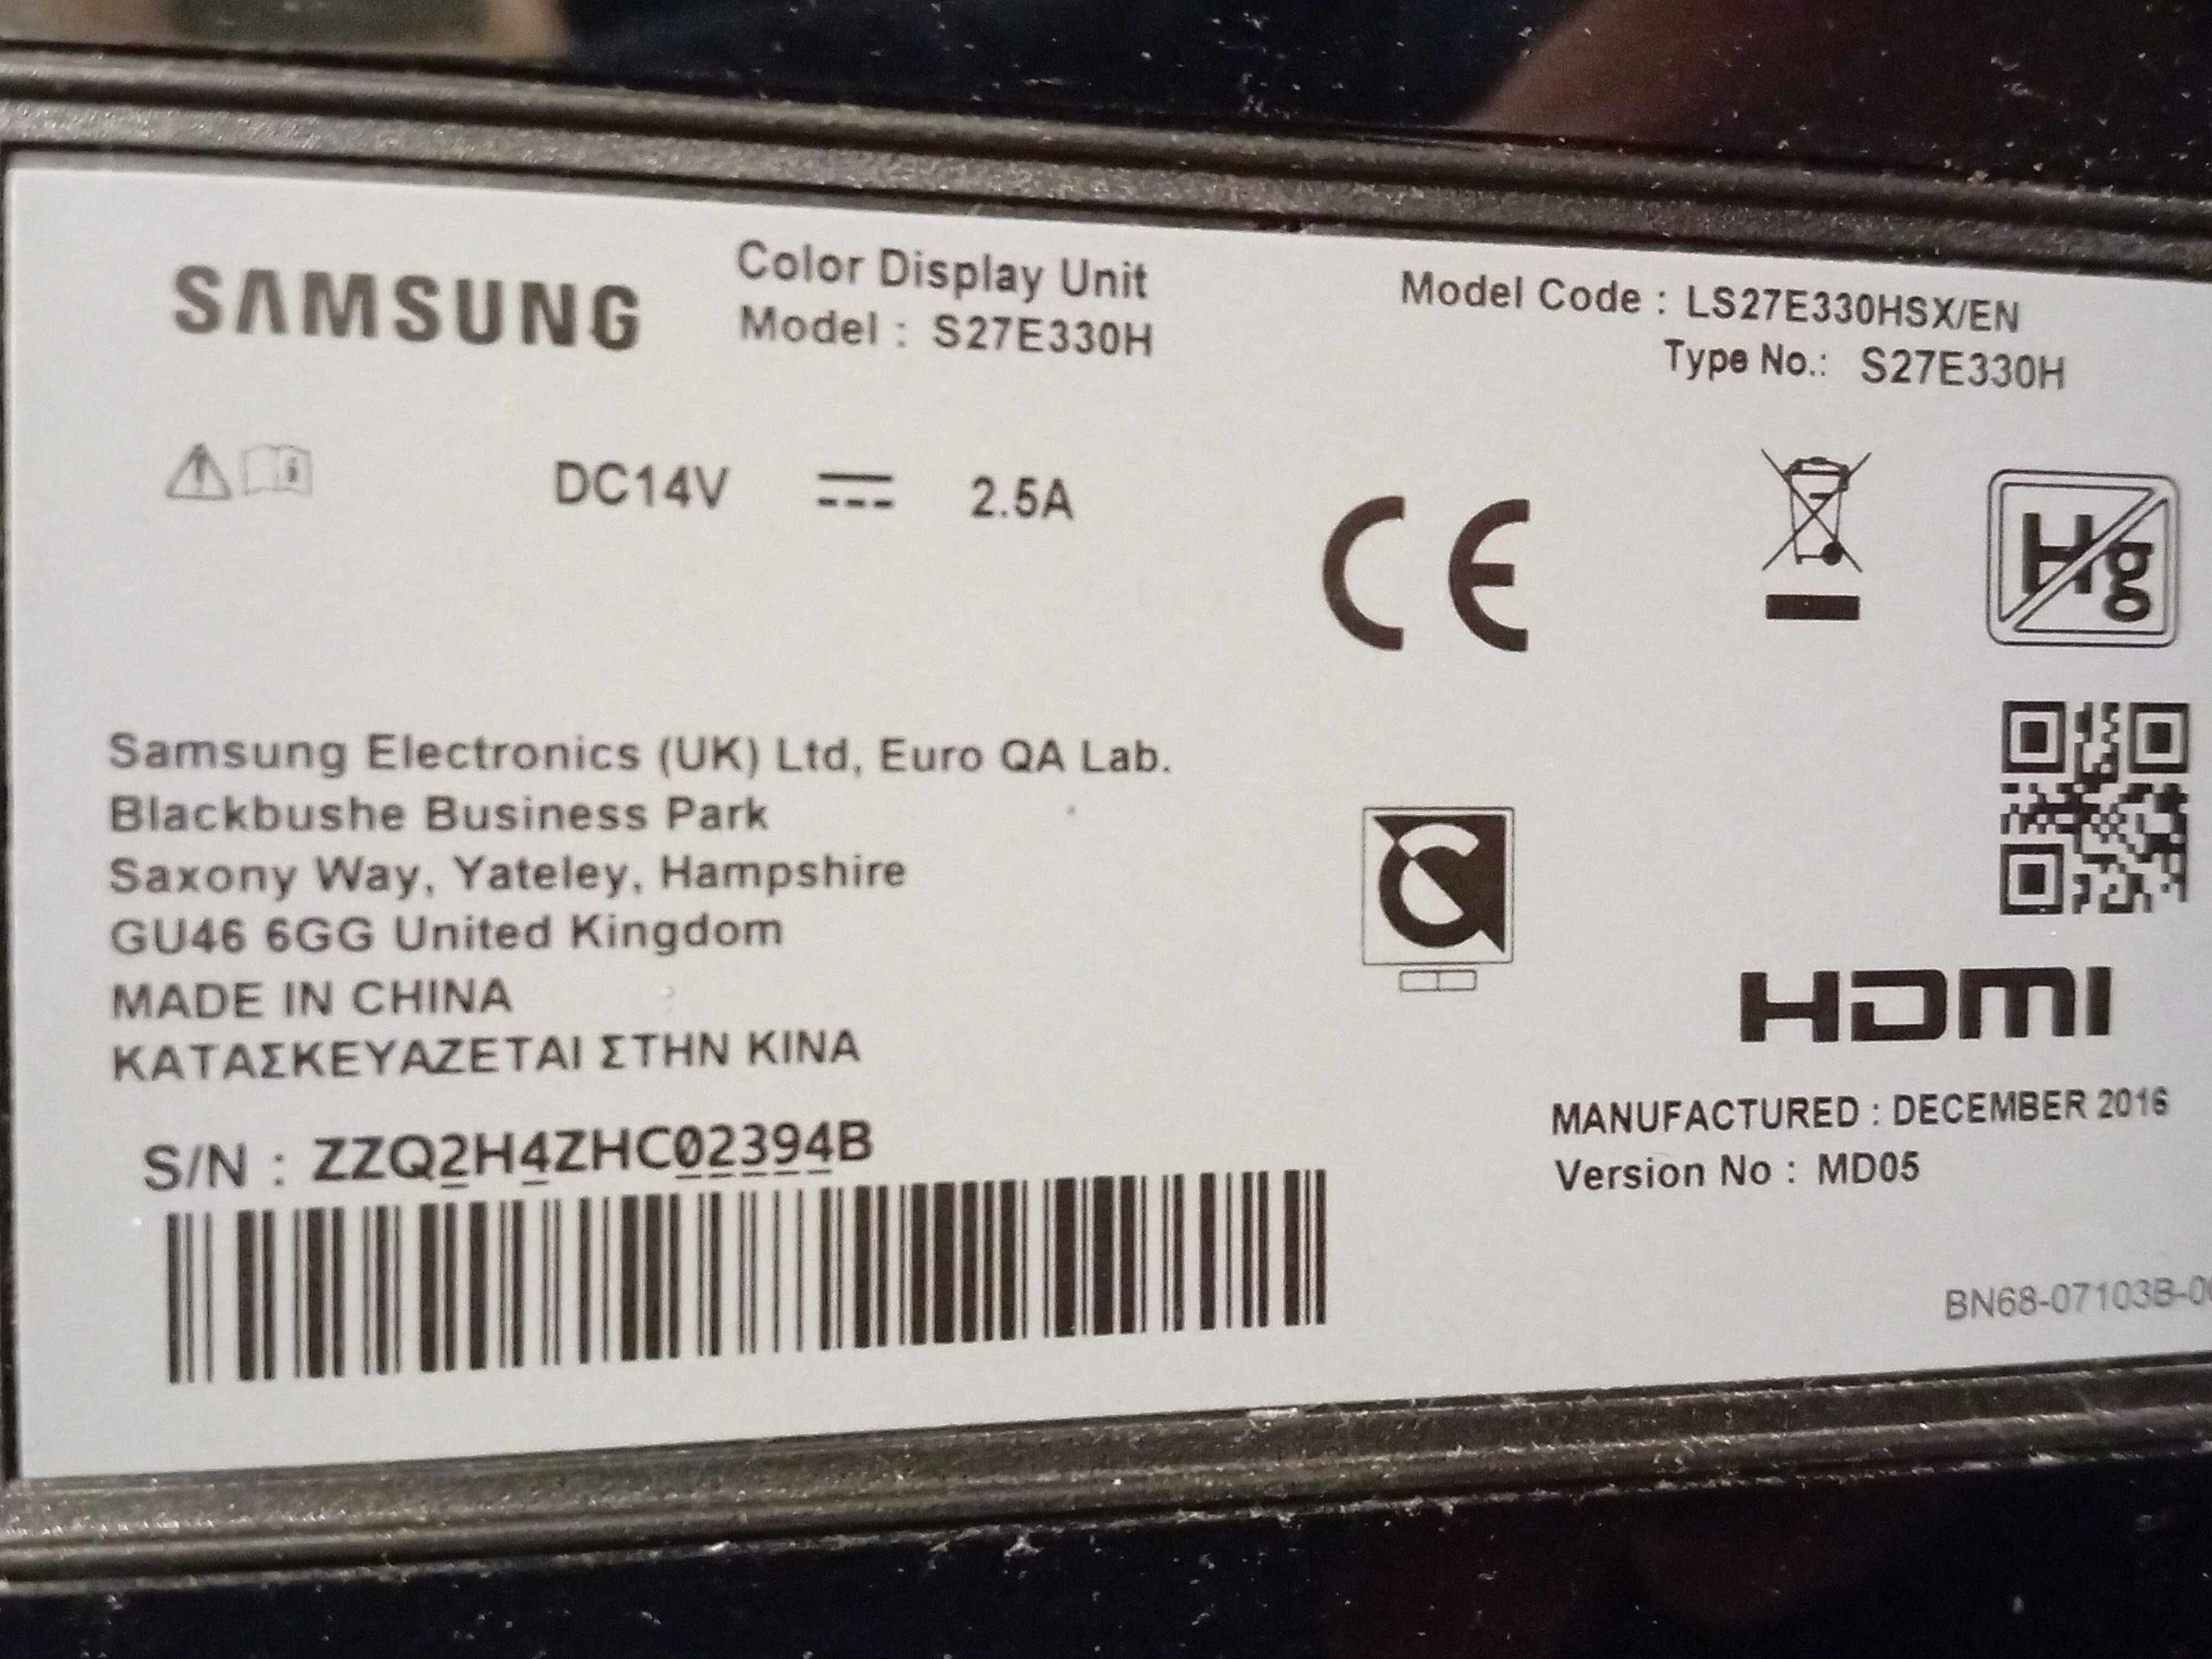 SAMSUNG
Color Display Unit
Model : S27E330H
Model Code : LS27E330HSX/EN
Type No.: S27E330H
DC14V 2.5A
CE
Hg
Samsung Electronics (UK) Ltd, Euro QA Lab.
Blackbushe Business Park
Saxony Way, Yateley, Hampshire
GU46 6GG United Kingdom
MADE IN CHINA
ΚΑΤΑΣΚΕΥΑΖΕΤΑΙ ΣΤΗΝ ΚΙΝΑ
HDMI
MANUFACTURED : DECEMBER 2016
Version No : MD05
S/N : ZZQ2H4ZHC02394B